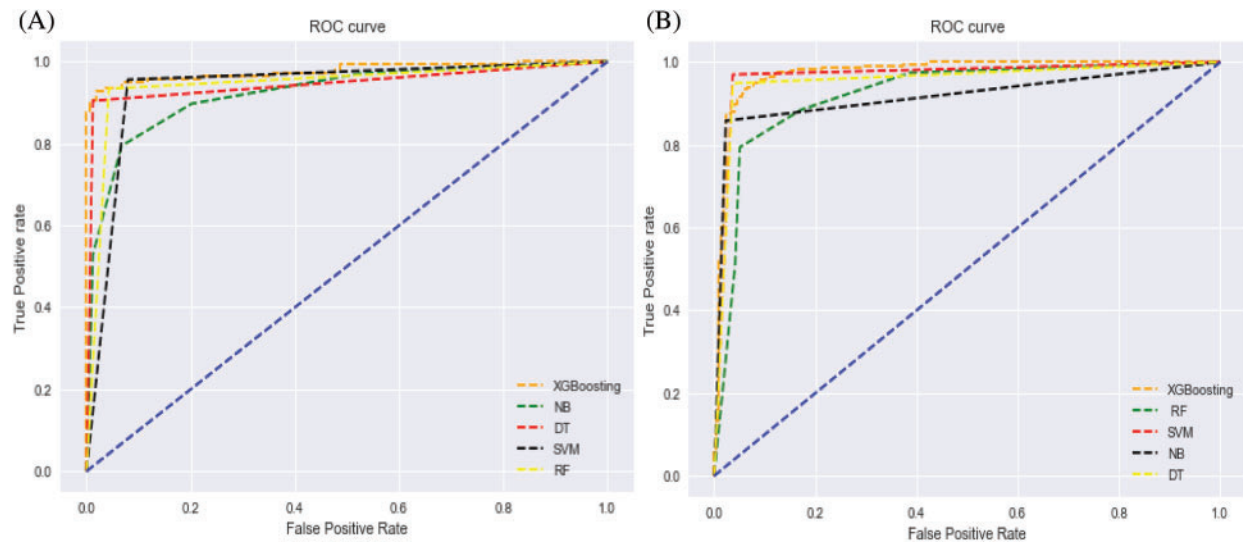 (A)
ROC curve
1.0
0.8
0.6
0.4
0.2
0.0
True Positive rate
XGBoosting
NB
DT
SVM
RF
0.0 0.2 0.4 0.6 0.8 1.0
False Positive Rate
(B)
ROC curve
1.0
0.8
0.6
0.4
0.2
0.0
True Positive rate
XGBoosting
RF
SVM
NB
DT
0.0 0.2 0.4 0.6 0.8 1.0
False Positive Rate